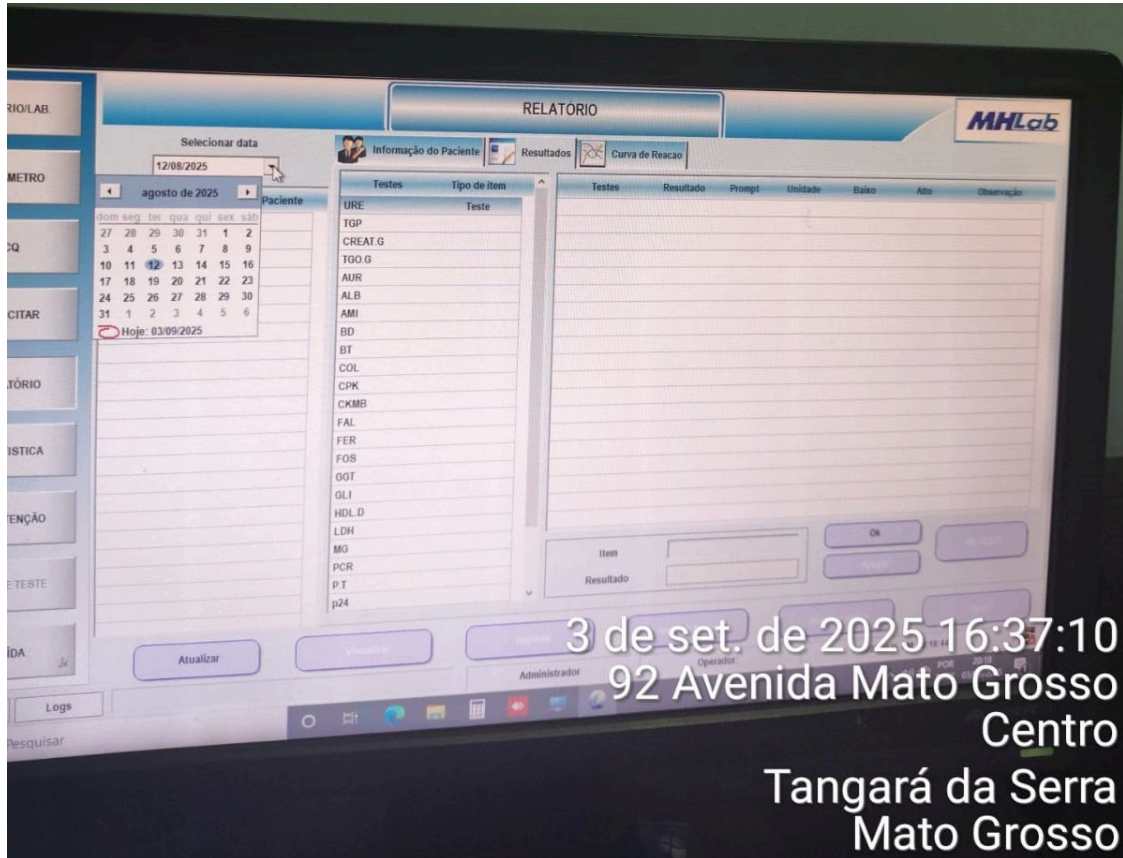 RELATÓRIO
MHLab
RIO/LAB.
METRO
CQ
CITAR
TÓRIO
ISTICA
TENÇÃO
E TESTE
ÍDA
Logs
Pesquisar
Selecionar data
12/08/2025
Paciente
agosto de 2025
dom seg ter qua qui sex sáb
27 28 29 30 31 1 2
3 4 5 6 7 8 9
10 11 12 13 14 15 16
17 18 19 20 21 22 23
24 25 26 27 28 29 30
31 1 2 3 4 5 6
Hoje: 03/09/2025
Informação do Paciente
Resultados
Curva de Reacao
Testes Tipo de item
URE Teste
TGP
CREAT.G
TGO.G
AUR
ALB
AMI
BD
BT
COL
CPK
CKMB
FAL
FER
FOS
GGT
GLI
HDL.D
LDH
MG
PCR
P.T
p24
Testes Resultado Prompt Unidade Baixo Alto Observação
Item
Resultado
Ok
Atualizar
Administrador
Operador
POR
20:18
3 de set. de 2025 16:37:10
92 Avenida Mato Grosso
Centro
Tangará da Serra
Mato Grosso